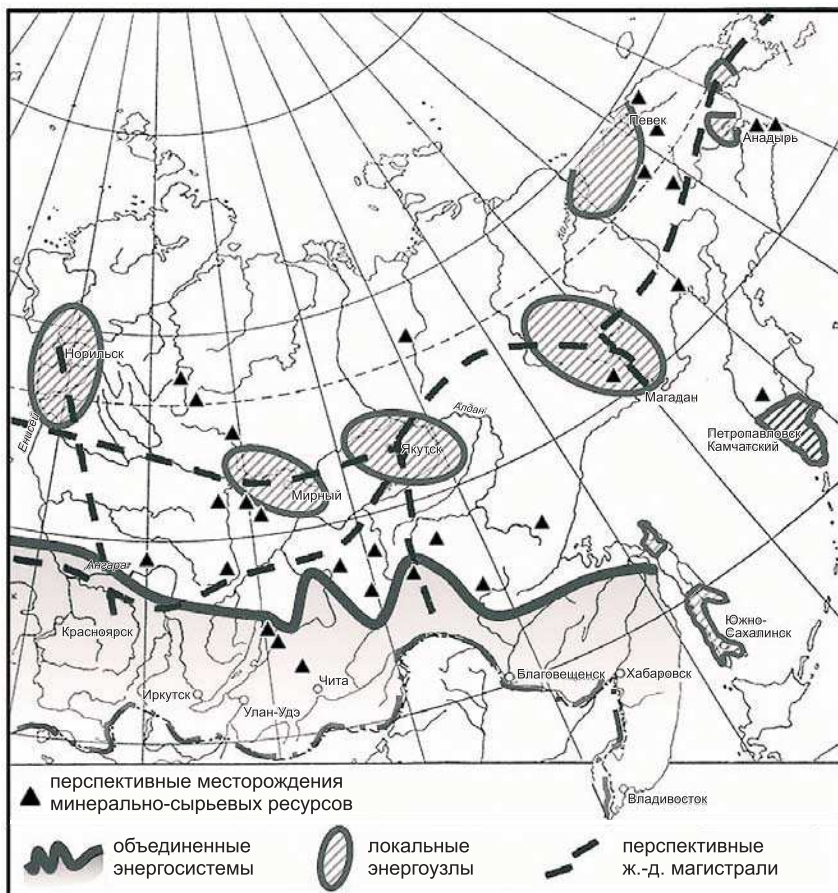 Певек
Анадырь
Норильск
Енисей
Алдан
Магадан
Якутск
Петропавловск
Камчатский
Мирный
Ангара
Красноярск
Южно-
Сахалинск
Иркутск
Чита
Благовещенск
Хабаровск
Улан-Удэ
Владивосток
перспективные месторождения
минерально-сырьевых ресурсов
объединенные
энергосистемы
локальные
энергоузлы
перспективные
ж.-д. магистрали